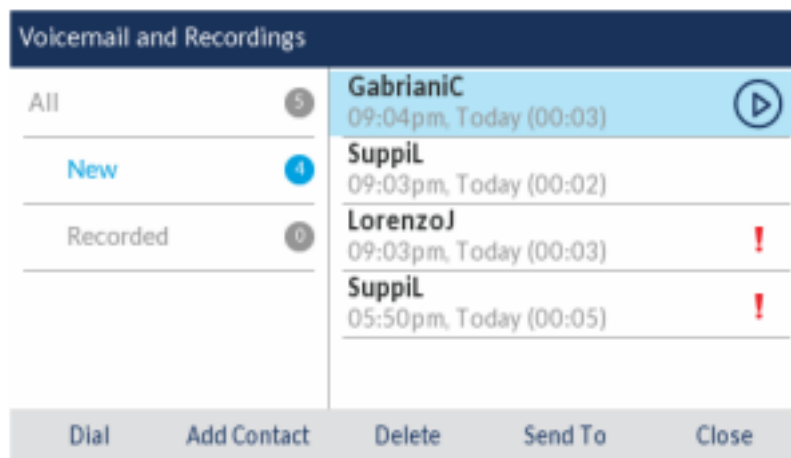 Voicemail and Recordings
All 5
New 4
Recorded 0
GabrianiC
09:04pm, Today (00:03)
SuppiL
09:03pm, Today (00:02)
LorenzoJ
09:03pm, Today (00:03)
!
SuppiL
05:50pm, Today (00:05)
!
Dial Add Contact Delete Send To Close